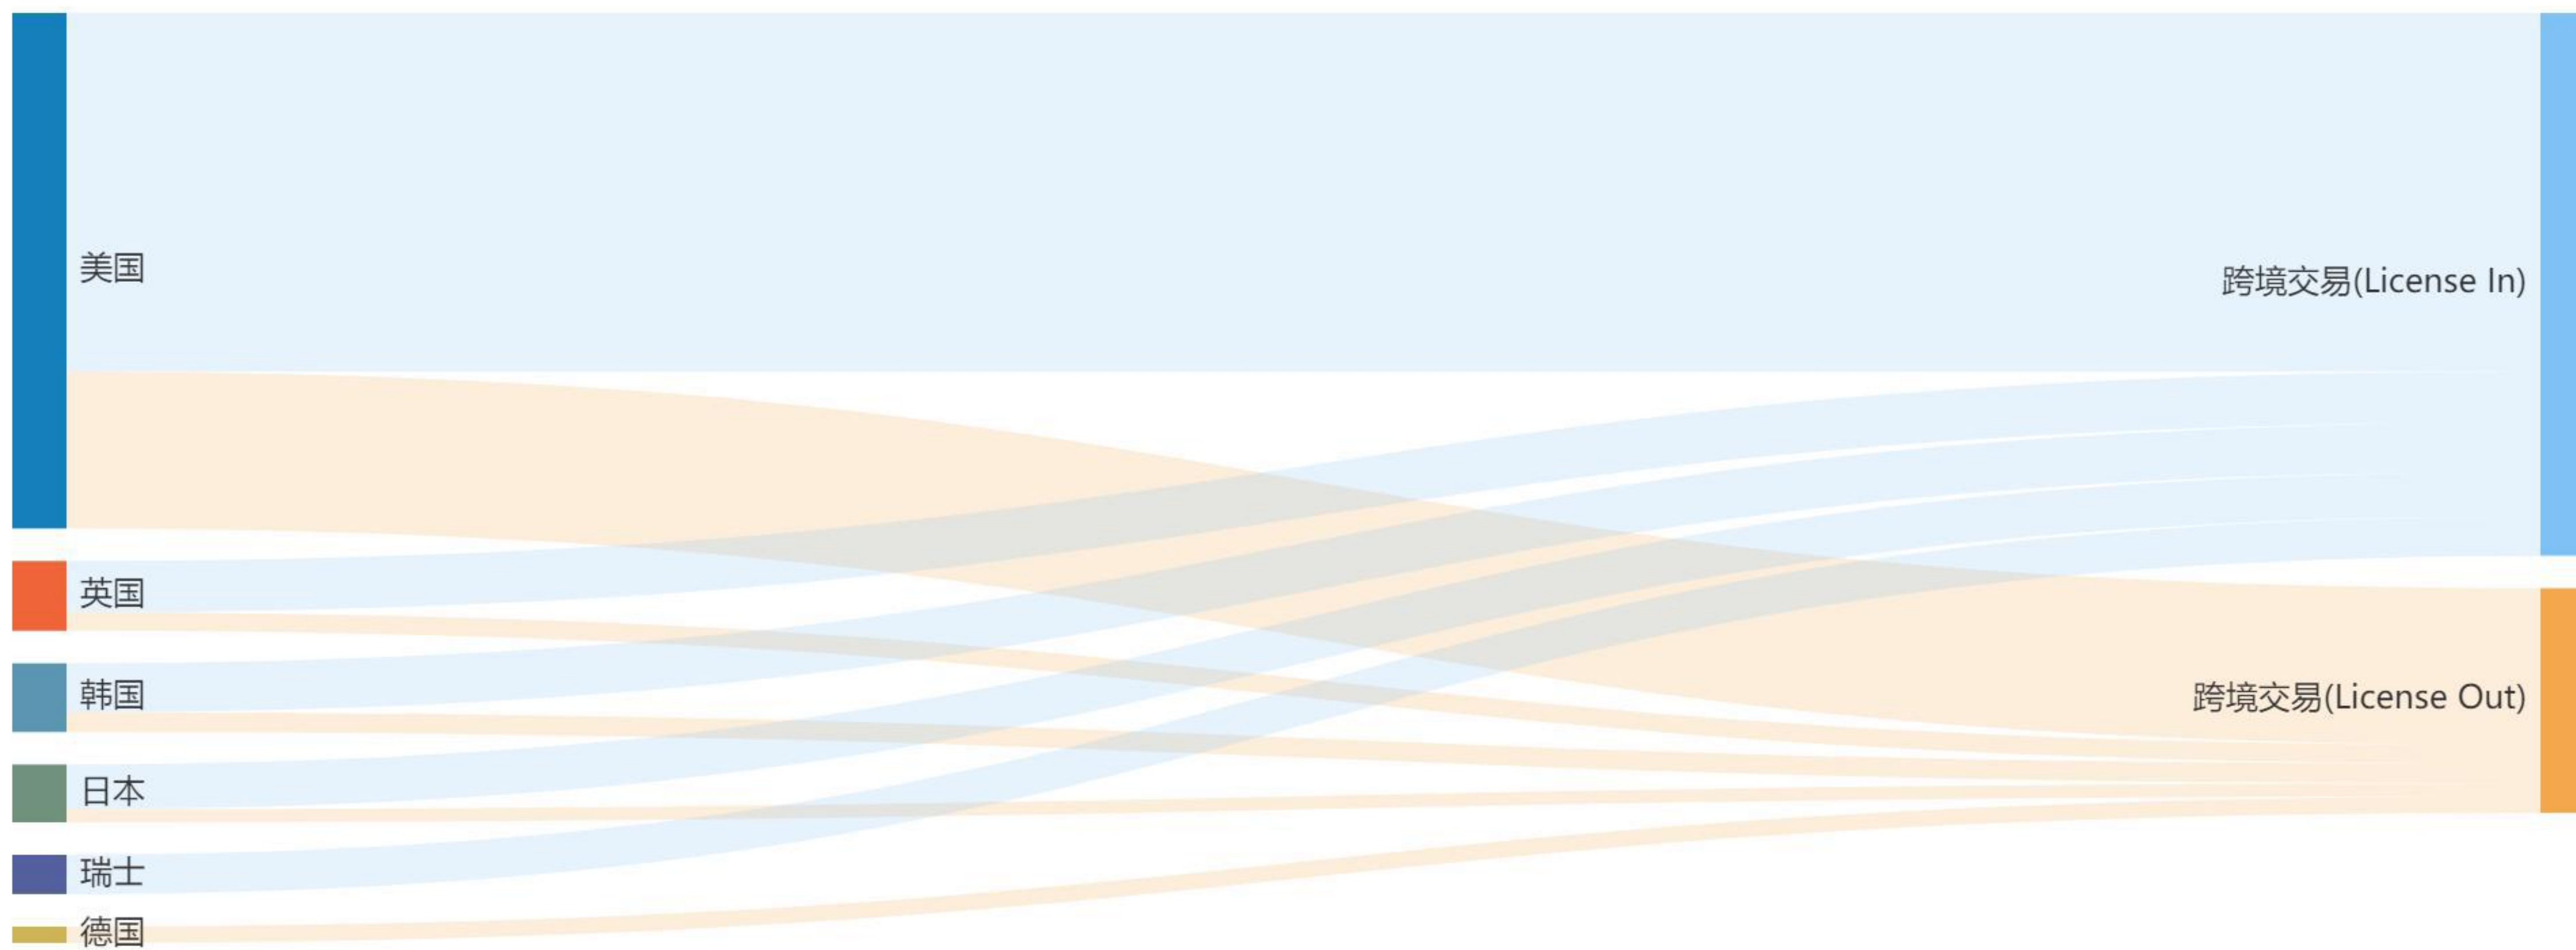 美国
跨境交易(License In)
英国
韩国
跨境交易(License Out)
日本
瑞士
德国